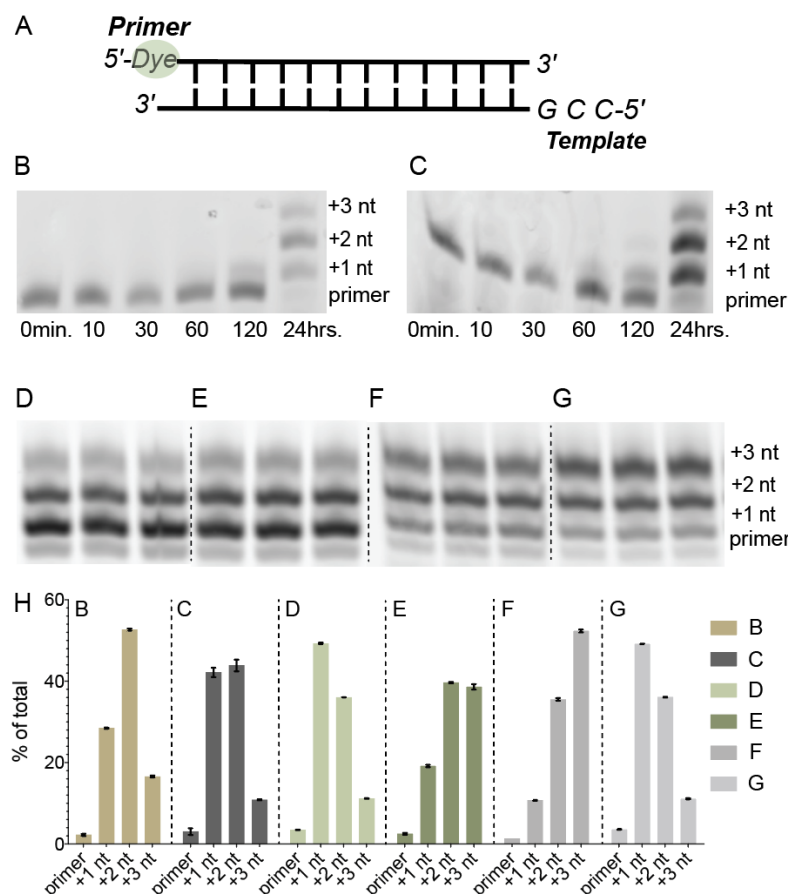 A
Primer
5'-Dye
3'
3'
G C C-5'
Template
B
+3 nt
+2 nt
+1 nt
primer
0min. 10 30 60 120 24hrs.
C
+3 nt
+2 nt
+1 nt
primer
0min. 10 30 60 120 24hrs.
D E F G
+3 nt
+2 nt
+1 nt
primer
H
% of total
60
40
20
0
B C D E F G
primer +1 nt +2 nt +3 nt primer +1 nt +2 nt +3 nt primer +1 nt +2 nt +3 nt primer +1 nt +2 nt +3 nt primer +1 nt +2 nt +3 nt primer +1 nt +2 nt +3 nt
B
C
D
E
F
G